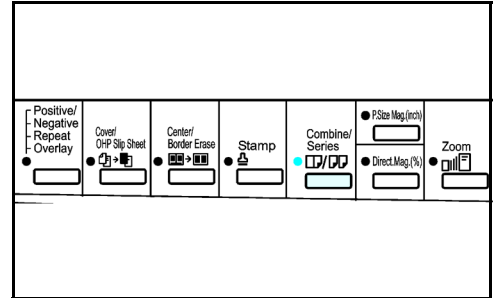 Positive/
Negative
Repeat
Overlay
Cover/
OHP Slip Sheet
Center/
Border Erase
Stamp
Combine/
Series
P.Size Mag.(inch)
Direct.Mag.(%)
Zoom